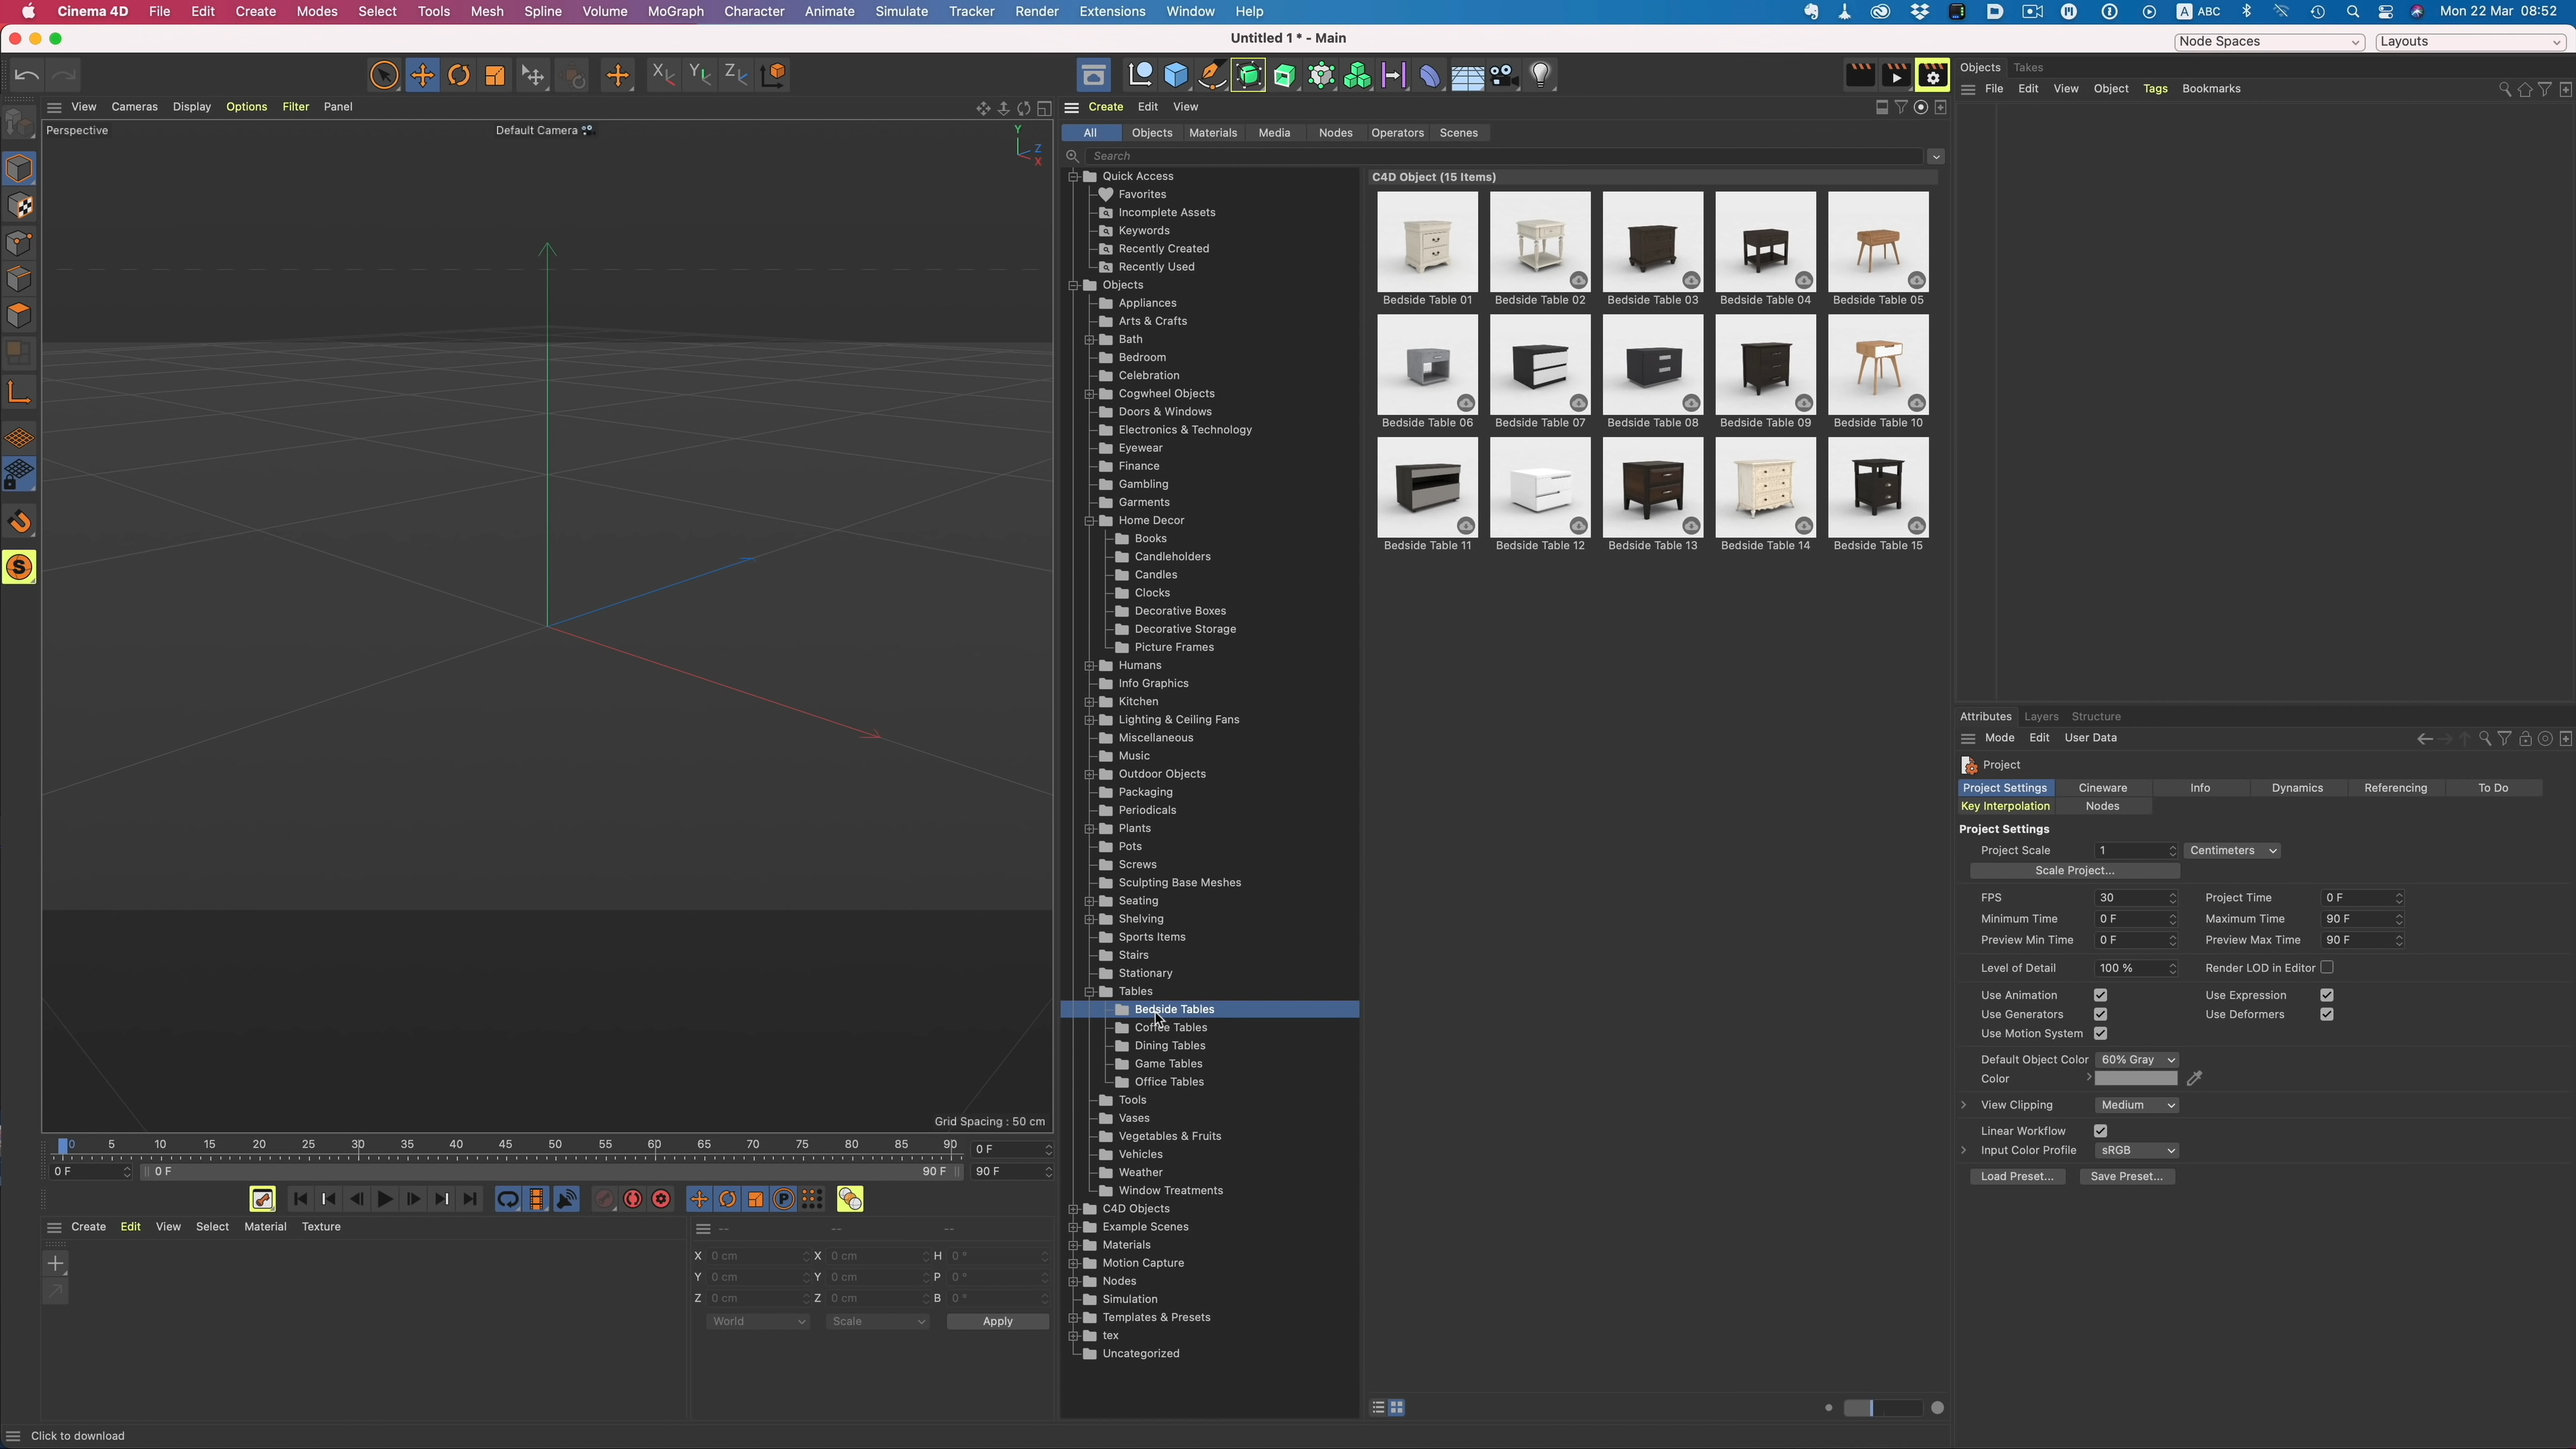 Cinema 4D File Edit Create Modes Select Tools Mesh Spline Volume MoGraph Character Animate Simulate Tracker Render Extensions Window Help A ABC Mon 22 Mar 08:52
Untitled 1 * - Main
Node Spaces Layouts
X Y Z
Objects Takes
File Edit View Object Tags Bookmarks
View Cameras Display Options Filter Panel
Perspective
Default Camera
Y
Z
X
Grid Spacing : 50 cm
0 5 10 15 20 25 30 35 40 45 50 55 60 65 70 75 80 85 90 0 F
0 F 0 F 90 F 90 F
P
S
Create Edit View Select Material Texture
-- -- --
X 0 cm X 0 cm H 0 °
Y 0 cm Y 0 cm P 0 °
Z 0 cm Z 0 cm B 0 °
World Scale Apply
Click to download
Create Edit View
All Objects Materials Media Nodes Operators Scenes
Search
Quick Access
Favorites
Incomplete Assets
Keywords
Recently Created
Recently Used
Objects
Appliances
Arts & Crafts
Bath
Bedroom
Celebration
Cogwheel Objects
Doors & Windows
Electronics & Technology
Eyewear
Finance
Gambling
Garments
Home Decor
Books
Candleholders
Candles
Clocks
Decorative Boxes
Decorative Storage
Picture Frames
Humans
Info Graphics
Kitchen
Lighting & Ceiling Fans
Miscellaneous
Music
Outdoor Objects
Packaging
Periodicals
Plants
Pots
Screws
Sculpting Base Meshes
Seating
Shelving
Sports Items
Stairs
Stationary
Tables
Bedside Tables
Coffee Tables
Dining Tables
Game Tables
Office Tables
Tools
Vases
Vegetables & Fruits
Vehicles
Weather
Window Treatments
C4D Objects
Example Scenes
Materials
Motion Capture
Nodes
Simulation
Templates & Presets
tex
Uncategorized
C4D Object (15 Items)
Bedside Table 01 Bedside Table 02 Bedside Table 03 Bedside Table 04 Bedside Table 05
Bedside Table 06 Bedside Table 07 Bedside Table 08 Bedside Table 09 Bedside Table 10
Bedside Table 11 Bedside Table 12 Bedside Table 13 Bedside Table 14 Bedside Table 15
Attributes Layers Structure
Mode Edit User Data
Project
Project Settings Cineware Info Dynamics Referencing To Do
Key Interpolation Nodes
Project Settings
Project Scale 1 Centimeters
Scale Project...
FPS 30 Project Time 0 F
Minimum Time 0 F Maximum Time 90 F
Preview Min Time 0 F Preview Max Time 90 F
Level of Detail 100 % Render LOD in Editor
Use Animation Use Expression
Use Generators Use Deformers
Use Motion System
Default Object Color 60% Gray
Color
View Clipping Medium
Linear Workflow
Input Color Profile sRGB
Load Preset... Save Preset...